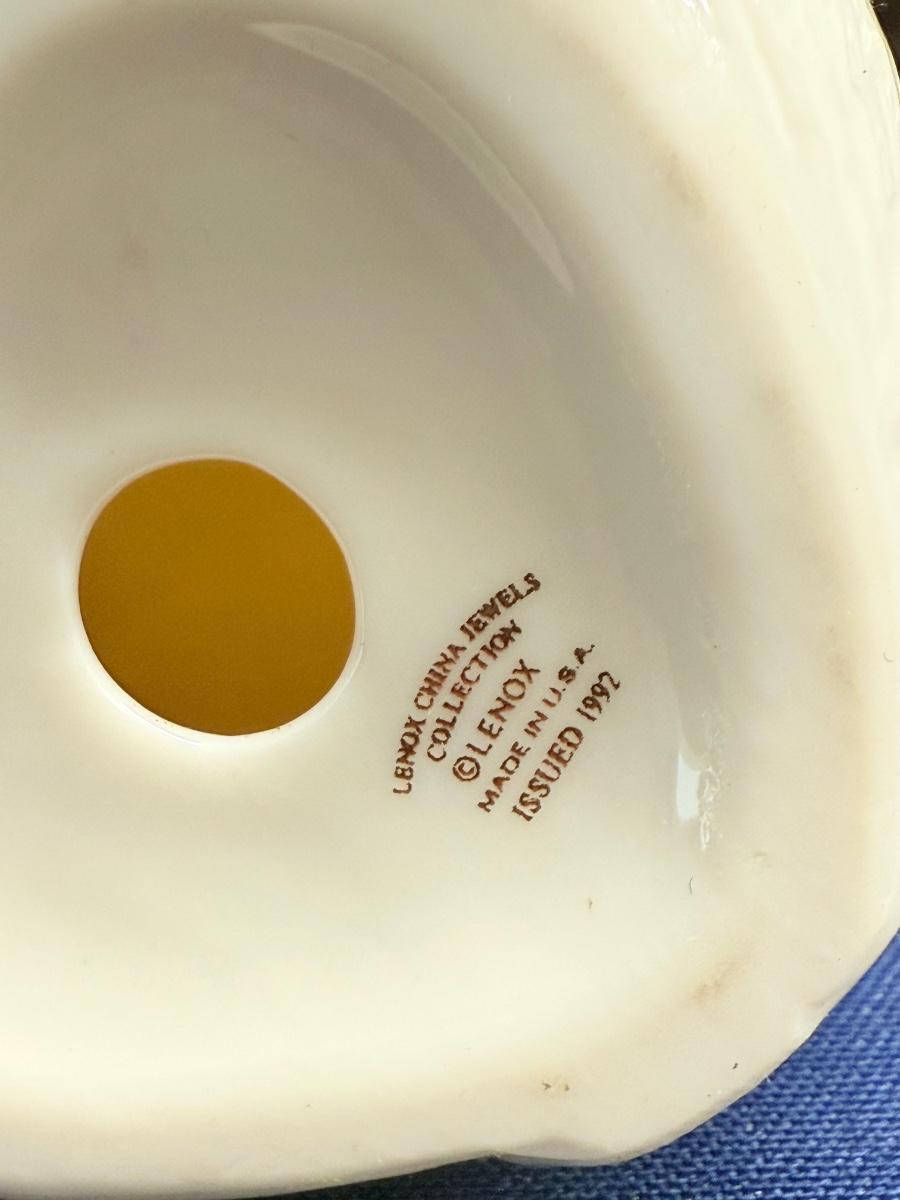 LENOX CHINA JEWELS
COLLECTION
©LENOX
MADE IN U.S.A.
ISSUED 1992